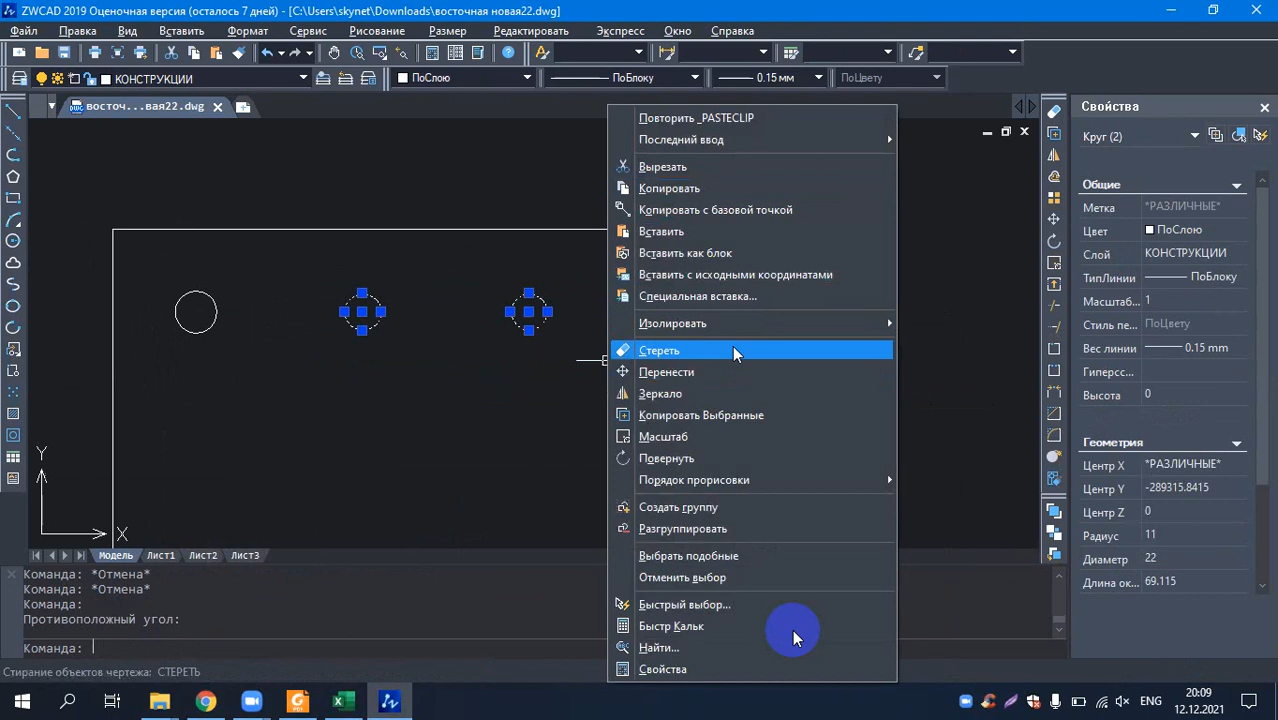 ZWCAD 2019 Оценочная версия (осталось 7 дней) - [C:\Users\skynet\Downloads\восточная новая22.dwg]
Файл Правка Вид Вставить Формат Сервис Рисование Размер Редактировать Экспресс Окно Справка
КОНСТРУКЦИИ ПоСлою ПоБлоку 0.15 мм ПоЦвету
восточ...вая22.dwg
Повторить _PASTECLIP
Последний ввод
Вырезать
Копировать
Копировать с базовой точкой
Вставить
Вставить как блок
Вставить с исходными координатами
Специальная вставка...
Изолировать
Стереть
Перенести
Зеркало
Копировать Выбранные
Масштаб
Повернуть
Порядок прорисовки
Создать группу
Разгруппировать
Выбрать подобные
Отменить выбор
Быстрый выбор...
Быстр Кальк
Найти...
Свойства
Свойства
Круг (2)
Общие
Метка *РАЗЛИЧНЫЕ*
Цвет ПоСлою
Слой КОНСТРУКЦИИ
ТипЛинии ПоБлоку
Масштаб... 1
Стиль пе... ПоЦвету
Вес линии 0.15 мм
Гиперсс...
Высота 0
Геометрия
Центр X *РАЗЛИЧНЫЕ*
Центр Y -289315.8415
Центр Z 0
Радиус 11
Диаметр 22
Длина ок... 69.115
Y
X
Модель Лист1 Лист2 Лист3
Команда: *Отмена*
Команда: *Отмена*
Команда:
Противоположный угол:
Команда:
Стирание объектов чертежа: СТЕРЕТЬ
ENG
20:09
12.12.2021